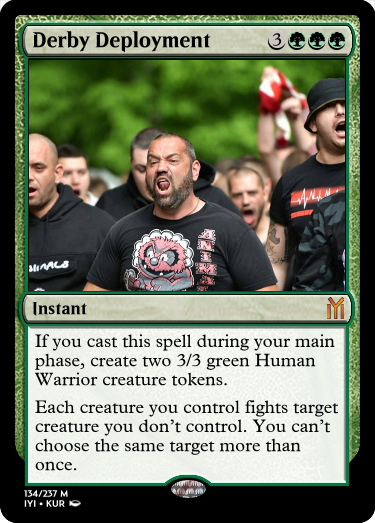 Derby Deployment 3
Instant
If you cast this spell during your main
phase, create two 3/3 green Human
Warrior creature tokens.
Each creature you control fights target
creature you don't control. You can't
choose the same target more than
once.
134/237 M
IYI • KUR